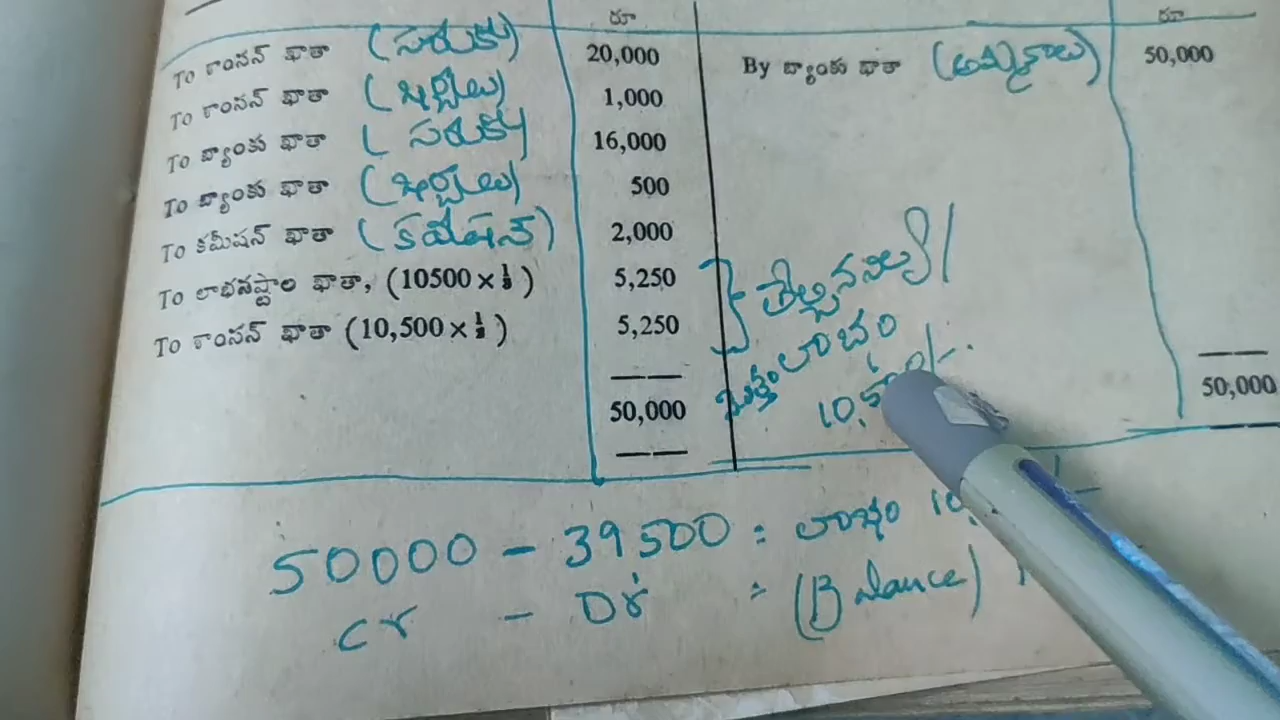 రూ రూ
To రాంసన్ ఖాతా (సరుకు) 20,000 By బ్యాంకు ఖాతా (అమ్మకాలు) 50,000
To రాంసన్ ఖాతా (ఖర్చులు) 1,000
To బ్యాంకు ఖాతా (సరుకు) 16,000
To బ్యాంకు ఖాతా (ఖర్చులు) 500
To కమీషన్ ఖాతా (కమీషన్) 2,000
To లాభనష్టాల ఖాతా, (10500 × ½) 5,250 తేల్చిన నిల్వ/
To రాంసన్ ఖాతా (10,500 × ½) 5,250 లాభం
50,000 మొత్తం 50,000
50000 - 39500 = లాభం
Cr - Dr = (Balance)